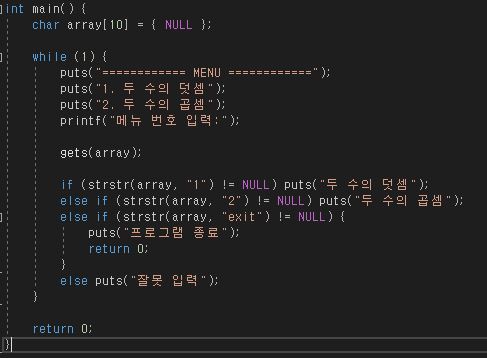 int main() {
char array[10] = { NULL };
while (1) {
puts("============ MENU ============");
puts("1. 두 수의 덧셈");
puts("2. 두 수의 곱셈");
printf("메뉴 번호 입력:");
gets(array);
if (strstr(array, "1") != NULL) puts("두 수의 덧셈");
else if (strstr(array, "2") != NULL) puts("두 수의 곱셈");
else if (strstr(array, "exit") != NULL) {
puts("프로그램 종료");
return 0;
}
else puts("잘못 입력");
}
return 0;
}